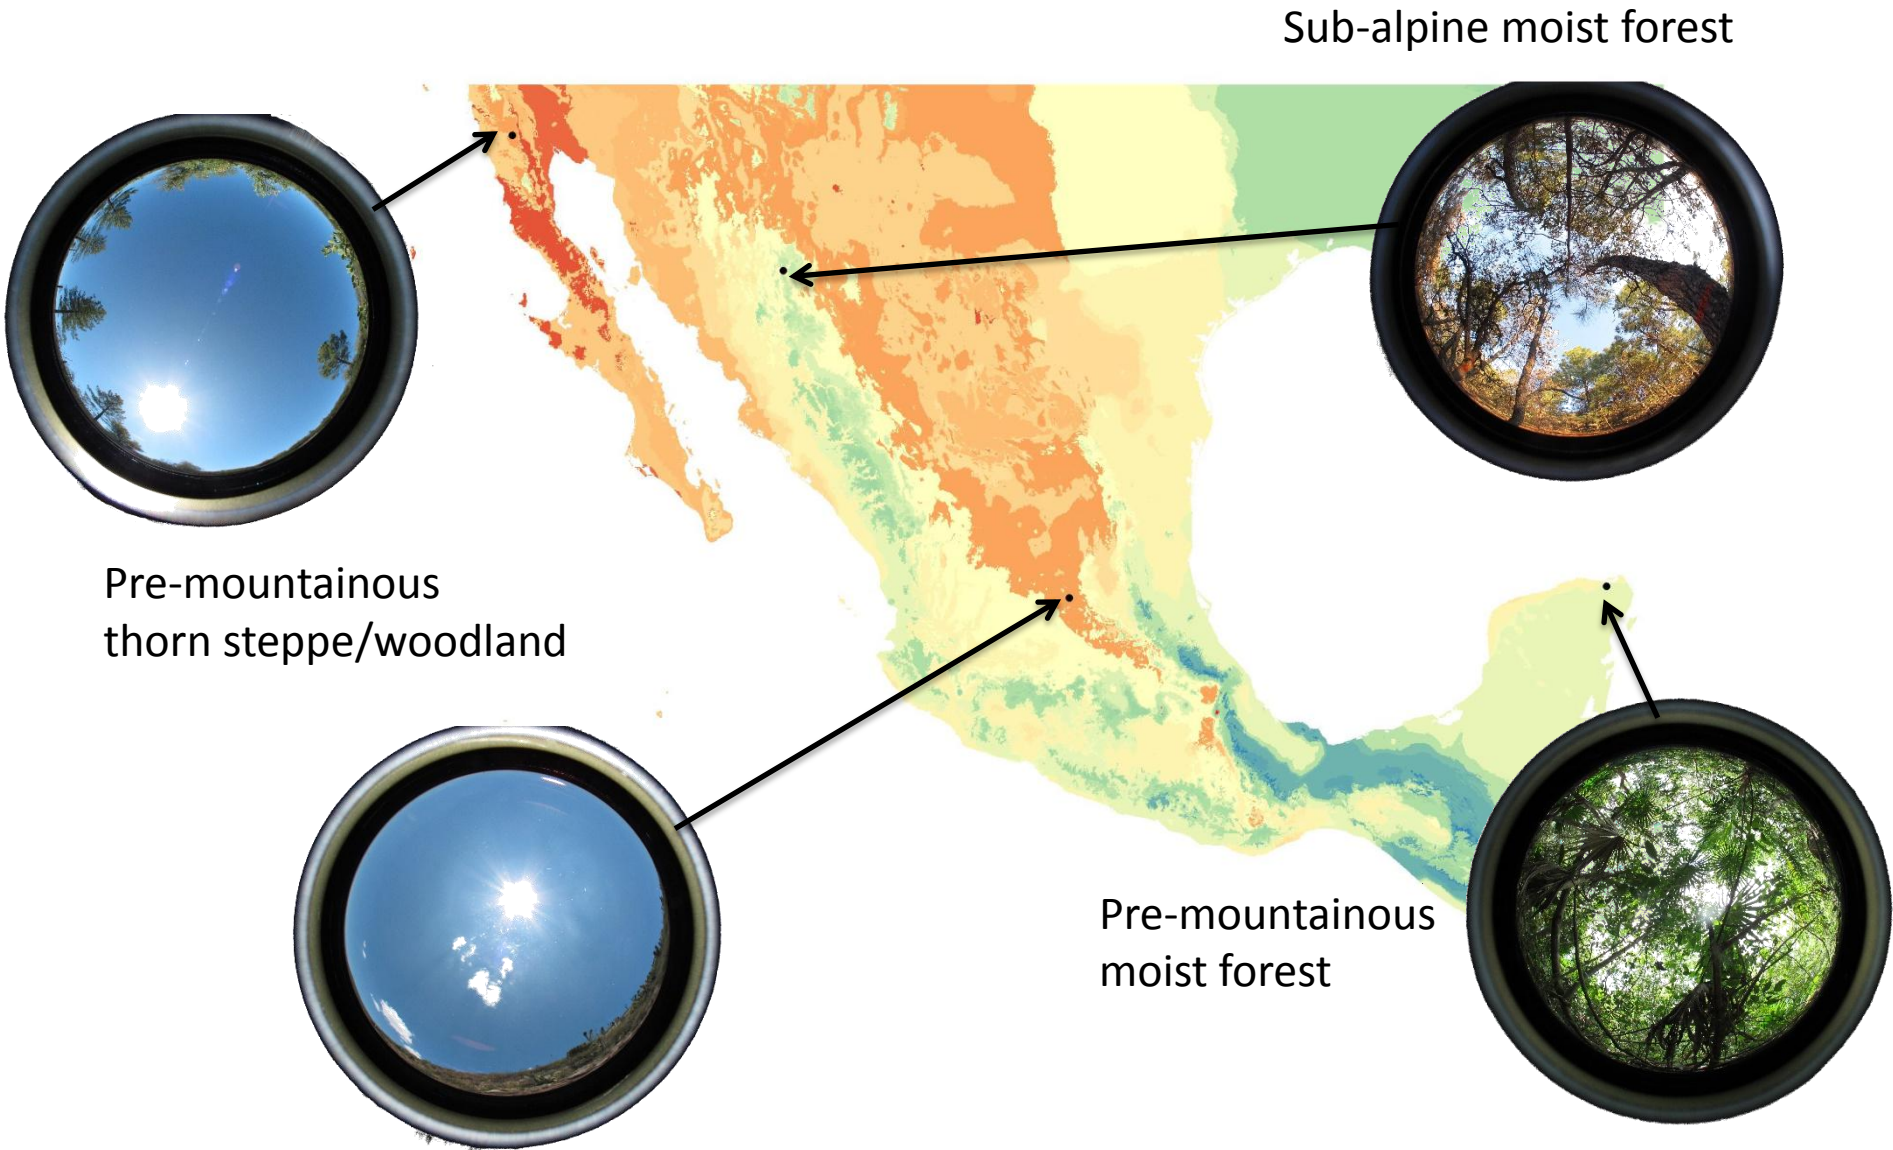 Sub-alpine moist forest
Pre-mountainous
thorn steppe/woodland
Pre-mountainous
moist forest